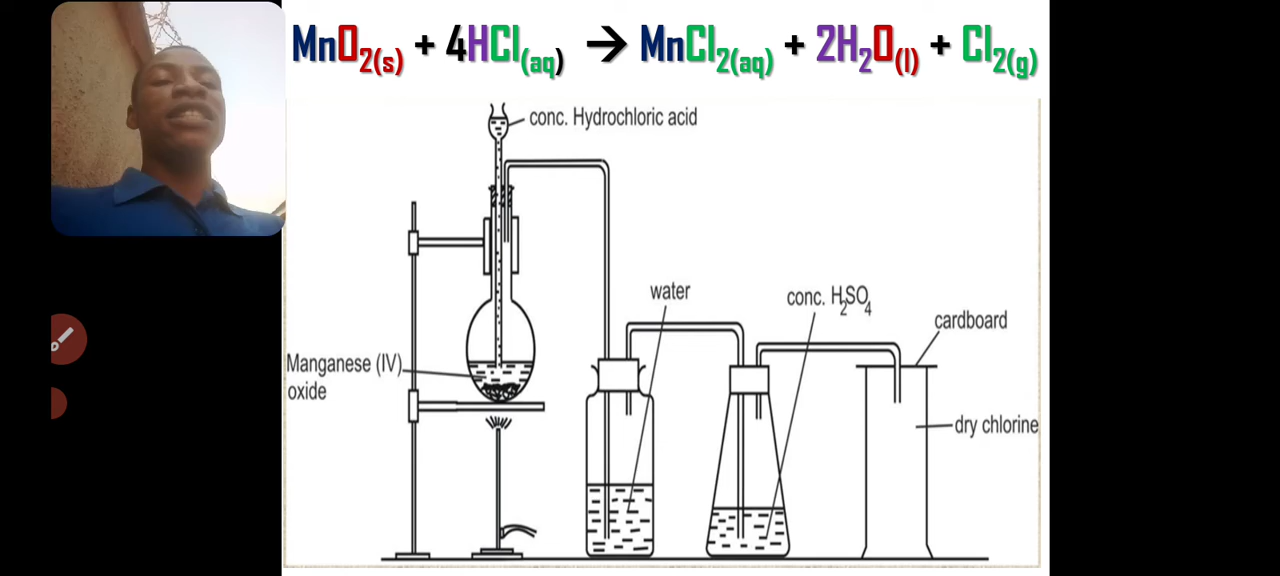 MnO₂(s) + 4HCl(aq) → MnCl₂(aq) + 2H₂O(l) + Cl₂(g)
conc. Hydrochloric acid
water
conc. H₂SO₄
cardboard
Manganese (IV)
oxide
dry chlorine